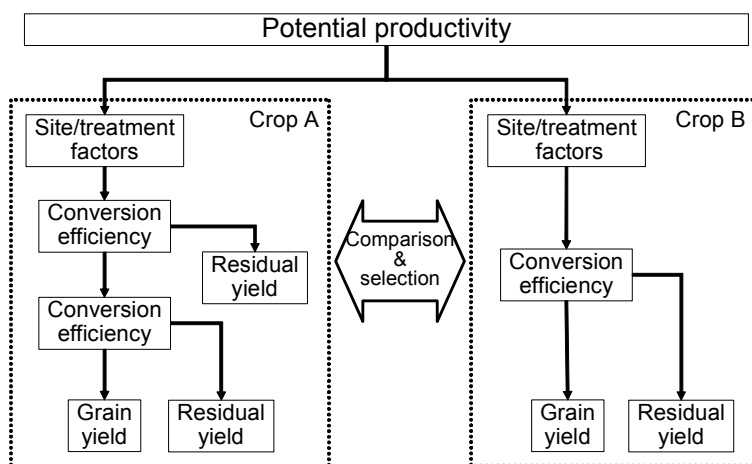 Potential productivity
Crop A
Site/treatment
factors
Conversion
efficiency
Residual
yield
Conversion
efficiency
Grain
yield
Residual
yield
Comparison
&
selection
Crop B
Site/treatment
factors
Conversion
efficiency
Grain
yield
Residual
yield